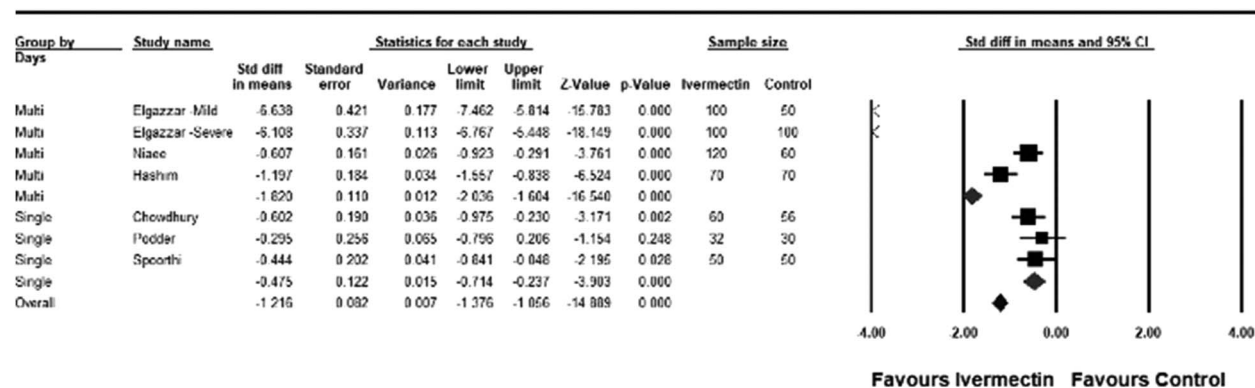 Group by Study name Statistics for each study Sample size Std diff in means and 95% CI
Days
Std diff Standard Lower Upper
in means error Variance limit limit Z-Value p-Value Ivermectin Control
Multi Elgazzar -Mild -6.638 0.421 0.177 -7.462 -5.814 -15.783 0.000 100 50
Multi Elgazzar -Severe -6.108 0.337 0.113 -6.767 -5.448 -18.149 0.000 100 100
Multi Niaee -0.607 0.161 0.026 -0.923 -0.291 -3.761 0.000 120 60
Multi Hashim -1.197 0.184 0.034 -1.557 -0.838 -6.524 0.000 70 70
Multi -1.820 0.110 0.012 -2.036 -1.604 -16.540 0.000
Single Chowdhury -0.602 0.190 0.036 -0.975 -0.230 -3.171 0.002 60 56
Single Podder -0.295 0.256 0.065 -0.796 0.206 -1.154 0.248 32 30
Single Spoorthi -0.444 0.202 0.041 -0.841 -0.048 -2.195 0.028 50 50
Single -0.475 0.122 0.015 -0.714 -0.237 -3.903 0.000
Overall -1.216 0.082 0.007 -1.376 -1.056 -14.889 0.000
-4.00 -2.00 0.00 2.00 4.00
Favours Ivermectin Favours Control